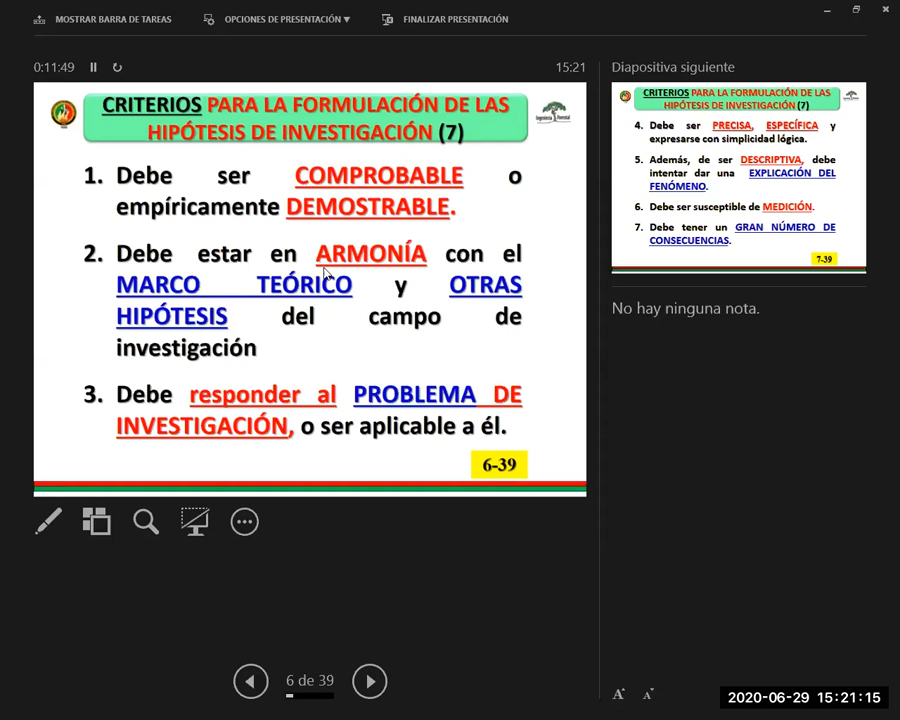 MOSTRAR BARRA DE TAREAS
OPCIONES DE PRESENTACIÓN ▼
FINALIZAR PRESENTACIÓN
0:11:49
15:21
CRITERIOS PARA LA FORMULACIÓN DE LAS
HIPÓTESIS DE INVESTIGACIÓN (7)
1. Debe ser COMPROBABLE o
empíricamente DEMOSTRABLE.
2. Debe estar en ARMONÍA con el
MARCO TEÓRICO y OTRAS
HIPÓTESIS del campo de
investigación
3. Debe responder al PROBLEMA DE
INVESTIGACIÓN, o ser aplicable a él.
6-39
Diapositiva siguiente
CRITERIOS PARA LA FORMULACIÓN DE LAS
HIPÓTESIS DE INVESTIGACIÓN (7)
4. Debe ser PRECISA, ESPECÍFICA y
expresarse con simplicidad lógica.
5. Además, de ser DESCRIPTIVA, debe
intentar dar una EXPLICACIÓN DEL
FENÓMENO.
6. Debe ser susceptible de MEDICIÓN.
7. Debe tener un GRAN NÚMERO DE
CONSECUENCIAS.
7-39
No hay ninguna nota.
6 de 39
A A
2020-06-29 15:21:15